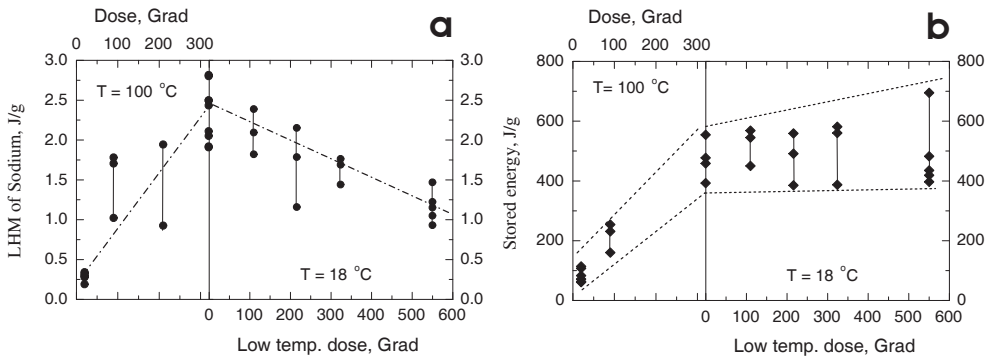 Dose, Grad
0 100 200 300
a
LHM of Sodium, J/g
3.0
2.5
2.0
1.5
1.0
0.5
0.0
T = 100 °C
T = 18 °C
3.0
2.5
2.0
1.5
1.0
0.5
0.0
0 100 200 300 400 500 600
Low temp. dose, Grad
Dose, Grad
0 100 200 300
b
Stored energy, J/g
800
600
400
200
0
T = 100 °C
T = 18 °C
800
600
400
200
0
0 100 200 300 400 500 600
Low temp. dose, Grad